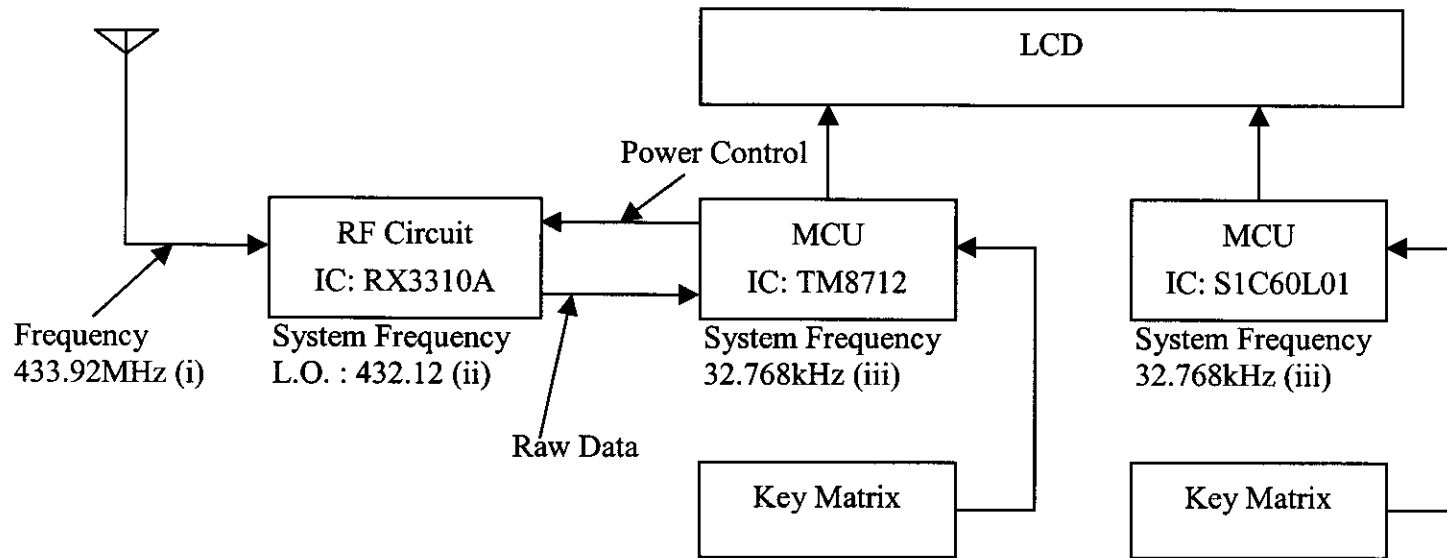 LCD
Power Control
RF Circuit
IC: RX3310A
MCU
IC: TM8712
MCU
IC: S1C60L01
Frequency
433.92MHz (i)
System Frequency
L.O. : 432.12 (ii)
System Frequency
32.768kHz (iii)
System Frequency
32.768kHz (iii)
Raw Data
Key Matrix
Key Matrix